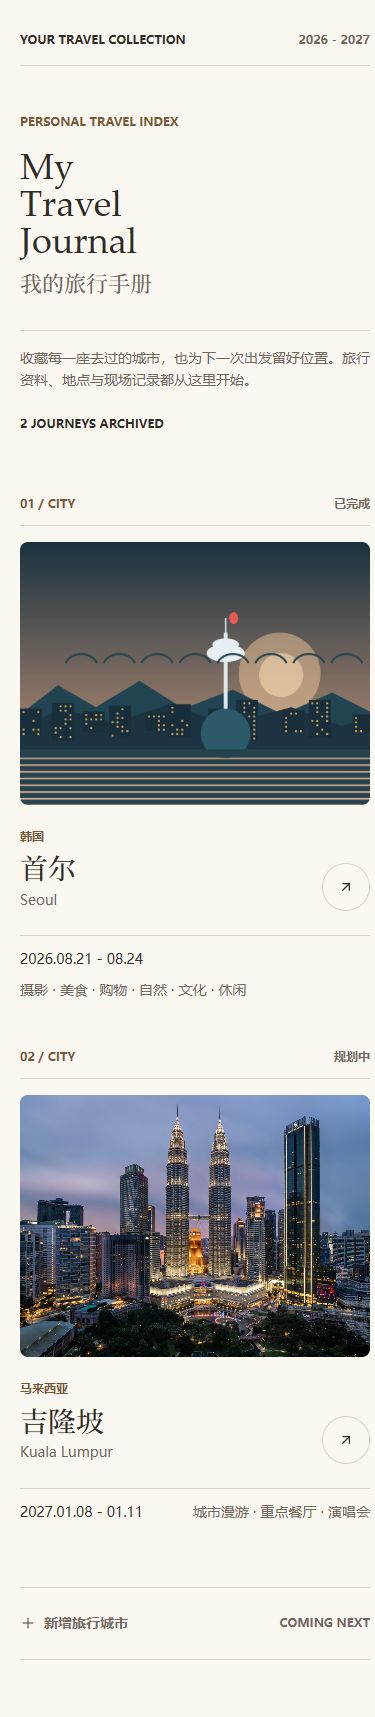 YOUR TRAVEL COLLECTION
2026 - 2027
PERSONAL TRAVEL INDEX
My
Travel
Journal
我的旅行手册
收藏每一座去过的城市，也为下一次出发留好位置。旅行
资料、地点与现场记录都从这里开始。
2 JOURNEYS ARCHIVED
01 / CITY
已完成
韩国
首尔
Seoul
2026.08.21 - 08.24
摄影 · 美食 · 购物 · 自然 · 文化 · 休闲
02 / CITY
规划中
马来西亚
吉隆坡
Kuala Lumpur
2027.01.08 - 01.11
城市漫游 · 重点餐厅 · 演唱会
+ 新增旅行城市
COMING NEXT